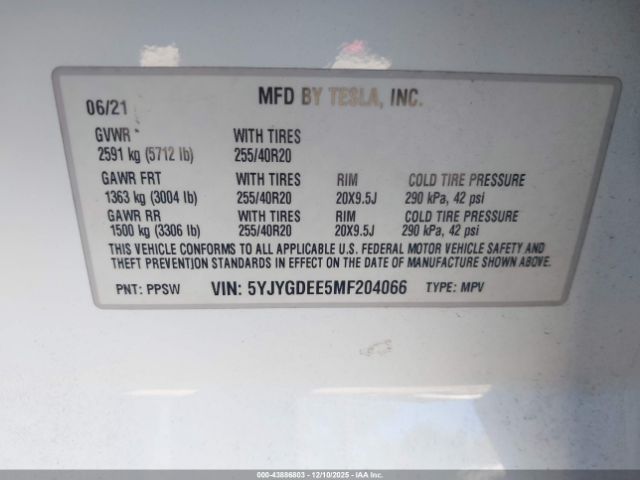 06/21 MFD BY TESLA, INC.
GVWR * WITH TIRES
2591 kg (5712 lb) 255/40R20
GAWR FRT WITH TIRES RIM COLD TIRE PRESSURE
1363 kg (3004 lb) 255/40R20 20X9.5J 290 kPa, 42 psi
GAWR RR WITH TIRES RIM COLD TIRE PRESSURE
1500 kg (3306 lb) 255/40R20 20X9.5J 290 kPa, 42 psi
THIS VEHICLE CONFORMS TO ALL APPLICABLE U.S. FEDERAL MOTOR VEHICLE SAFETY AND
THEFT PREVENTION STANDARDS IN EFFECT ON THE DATE OF MANUFACTURE SHOWN ABOVE.
PNT: PPSW VIN: 5YJYGDEE5MF204066 TYPE: MPV
000-43886803 - 12/10/2025 - IAA Inc.